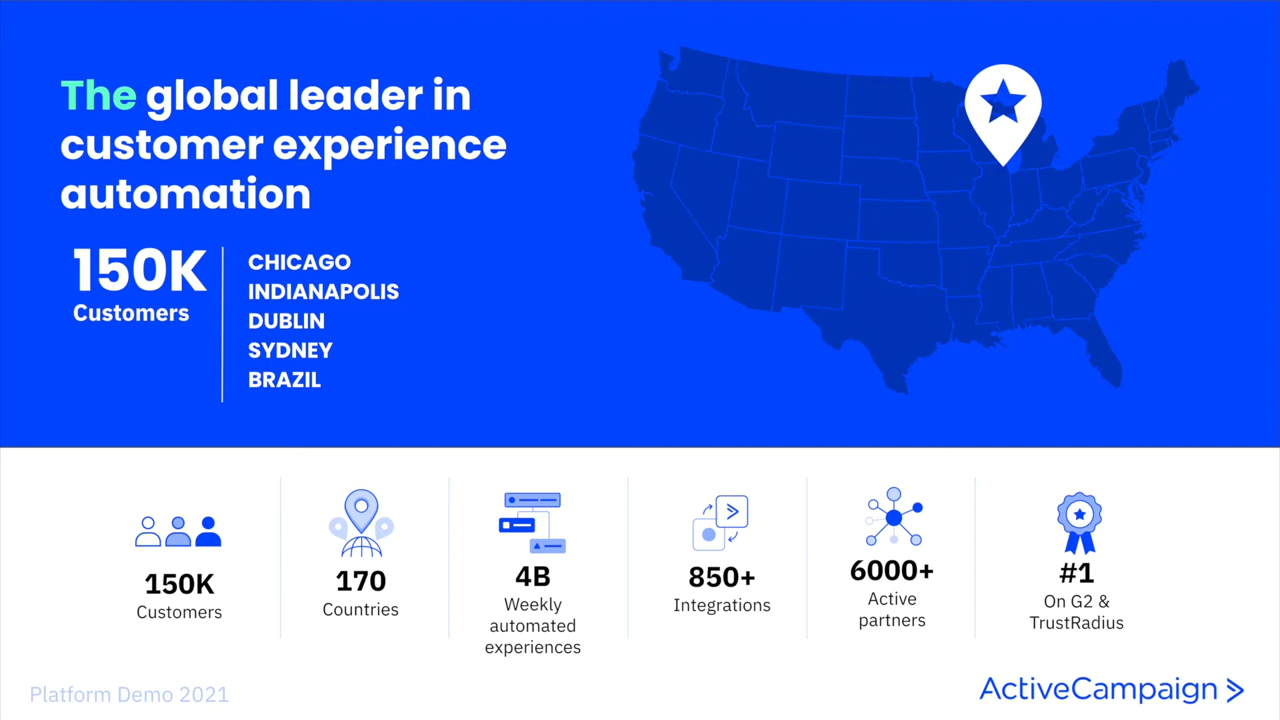 The global leader in
customer experience
automation
150K
Customers
CHICAGO
INDIANAPOLIS
DUBLIN
SYDNEY
BRAZIL
150K
Customers
170
Countries
4B
Weekly
automated
experiences
850+
Integrations
6000+
Active
partners
#1
On G2 &
TrustRadius
Platform Demo 2021
ActiveCampaign